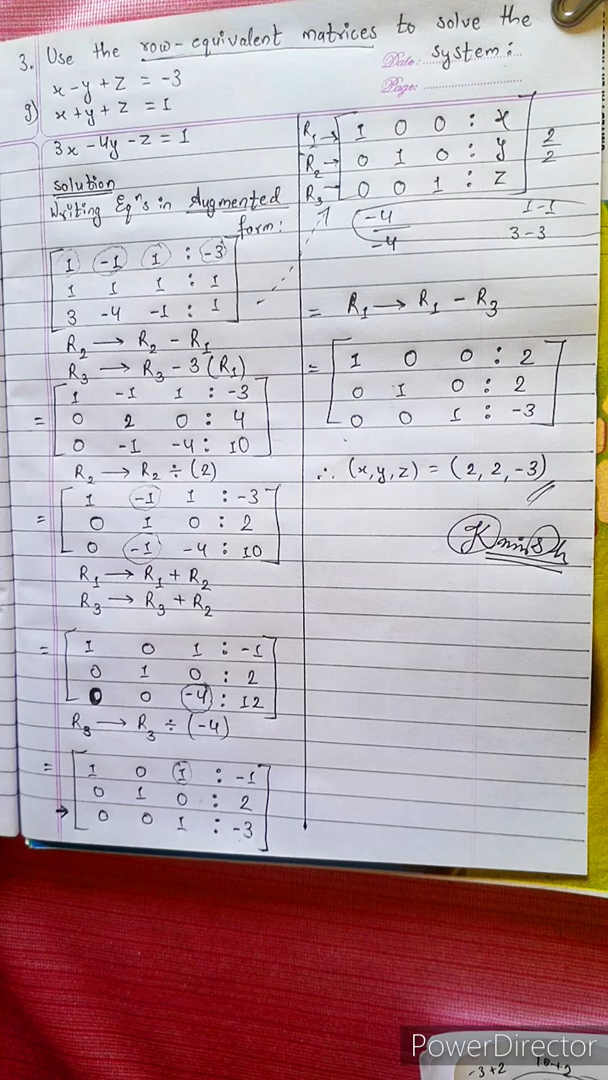 3. Use the row-equivalent matrices to solve the
system:
Date: ..........
Page: ..........
g) x - y + z = -3
x + y + z = 1
3x - 4y - z = 1
Solution
Writing Eqⁿs in Augmented
form:
1 -1 1 : -3
1 1 1 : 1
3 -4 -1 : 1
R₂ → R₂ - R₁
R₃ → R₃ - 3(R₁)
= 1 -1 1 : -3
0 2 0 : 4
0 -1 -4 : 10
R₂ → R₂ ÷ (2)
= 1 -1 1 : -3
0 1 0 : 2
0 -1 -4 : 10
R₁ → R₁ + R₂
R₃ → R₃ + R₂
= 1 0 1 : -1
0 1 0 : 2
0 0 -4 : 12
R₃ → R₃ ÷ (-4)
= 1 0 1 : -1
0 1 0 : 2
→ 0 0 1 : -3
R₁ → 1 0 0 : x
R₂ → 0 1 0 : y
R₃ → 0 0 1 : z
2/2
-4/-4
1-1
3-3
= R₁ → R₁ - R₃
= 1 0 0 : 2
0 1 0 : 2
0 0 1 : -3
∴ (x, y, z) = (2, 2, -3)
PowerDirector
-3+2 10+2